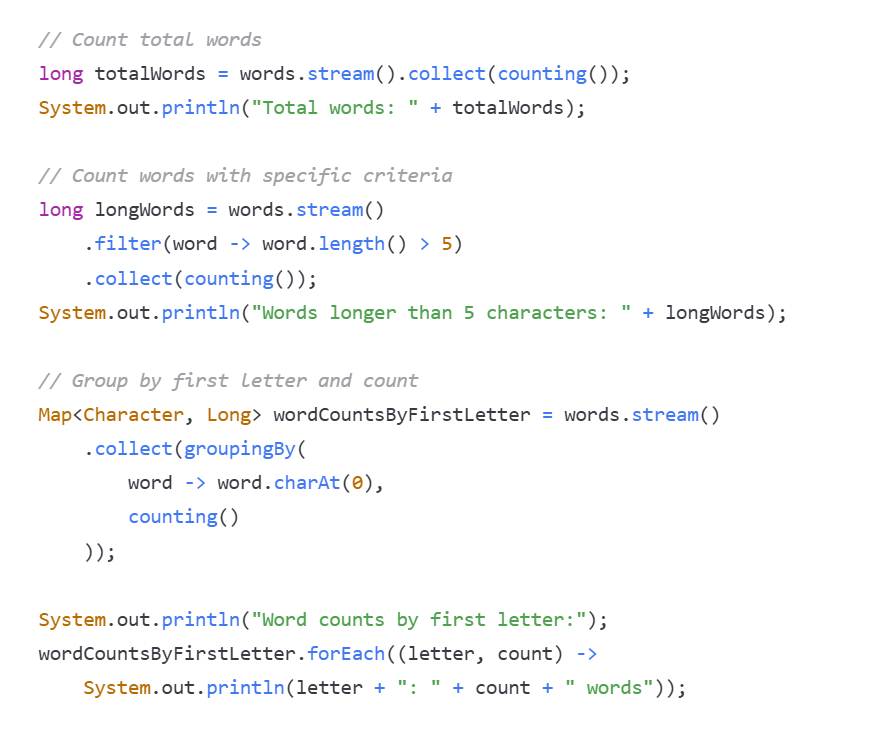 // Count total words
long totalWords = words.stream().collect(counting());
System.out.println("Total words: " + totalWords);

// Count words with specific criteria
long longWords = words.stream()
    .filter(word -> word.length() > 5)
    .collect(counting());
System.out.println("Words longer than 5 characters: " + longWords);

// Group by first letter and count
Map<Character, Long> wordCountsByFirstLetter = words.stream()
    .collect(groupingBy(
        word -> word.charAt(0),
        counting()
    ));

System.out.println("Word counts by first letter:");
wordCountsByFirstLetter.forEach((letter, count) ->
    System.out.println(letter + ": " + count + " words"));